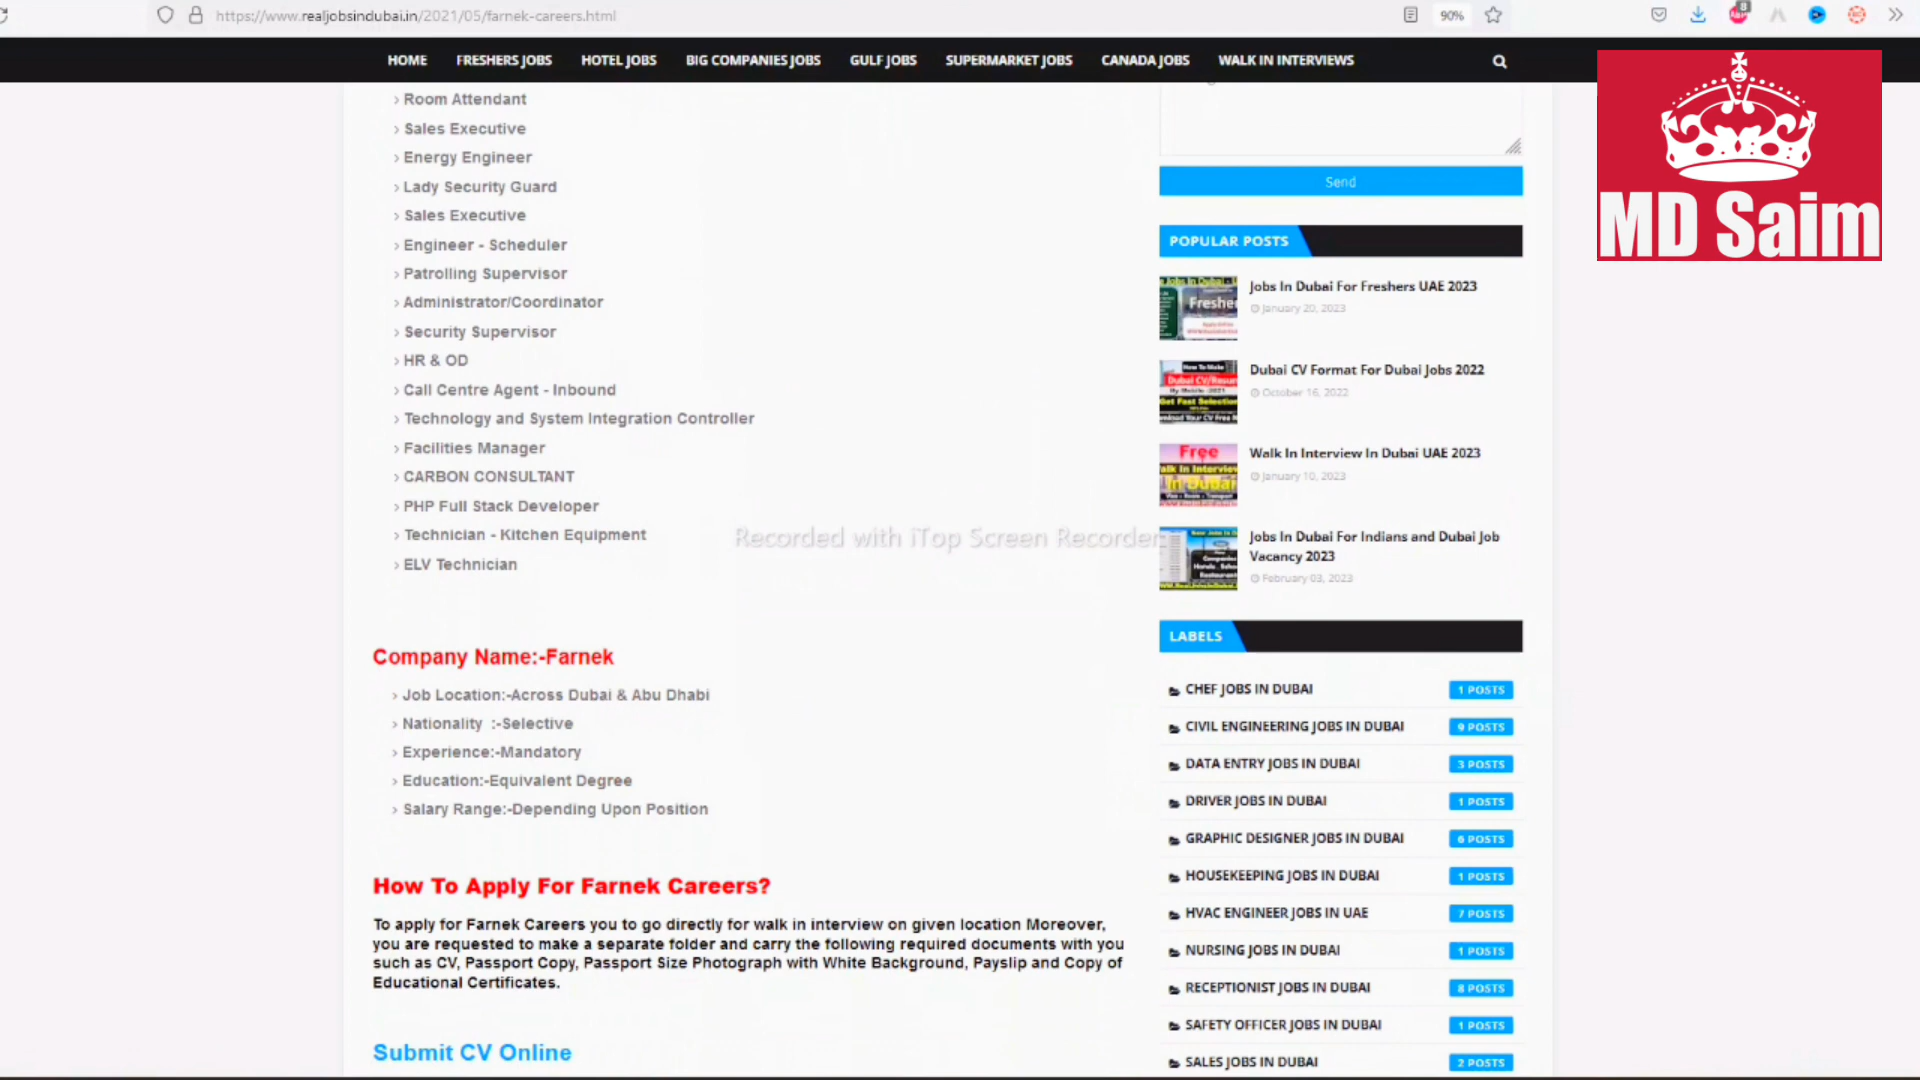 https://www.realjobsindubai.in/2021/05/farnek-careers.html
90%
8
HOME FRESHERS JOBS HOTEL JOBS BIG COMPANIES JOBS GULF JOBS SUPERMARKET JOBS CANADA JOBS WALK IN INTERVIEWS
MD Saim
› Room Attendant
› Sales Executive
› Energy Engineer
› Lady Security Guard
› Sales Executive
› Engineer - Scheduler
› Patrolling Supervisor
› Administrator/Coordinator
› Security Supervisor
› HR & OD
› Call Centre Agent - Inbound
› Technology and System Integration Controller
› Facilities Manager
› CARBON CONSULTANT
› PHP Full Stack Developer
› Technician - Kitchen Equipment
› ELV Technician
Recorded with iTop Screen Recorder
Company Name:-Farnek
› Job Location:-Across Dubai & Abu Dhabi
› Nationality :-Selective
› Experience:-Mandatory
› Education:-Equivalent Degree
› Salary Range:-Depending Upon Position
How To Apply For Farnek Careers?
To apply for Farnek Careers you to go directly for walk in interview on given location Moreover,
you are requested to make a separate folder and carry the following required documents with you
such as CV, Passport Copy, Passport Size Photograph with White Background, Payslip and Copy of
Educational Certificates.
Submit CV Online
Send
POPULAR POSTS
Jobs In Dubai For Freshers UAE 2023
January 20, 2023
Dubai CV Format For Dubai Jobs 2022
October 16, 2022
Walk In Interview In Dubai UAE 2023
January 10, 2023
Jobs In Dubai For Indians and Dubai Job
Vacancy 2023
February 03, 2023
LABELS
CHEF JOBS IN DUBAI 1 POSTS
CIVIL ENGINEERING JOBS IN DUBAI 9 POSTS
DATA ENTRY JOBS IN DUBAI 3 POSTS
DRIVER JOBS IN DUBAI 1 POSTS
GRAPHIC DESIGNER JOBS IN DUBAI 6 POSTS
HOUSEKEEPING JOBS IN DUBAI 1 POSTS
HVAC ENGINEER JOBS IN UAE 7 POSTS
NURSING JOBS IN DUBAI 1 POSTS
RECEPTIONIST JOBS IN DUBAI 8 POSTS
SAFETY OFFICER JOBS IN DUBAI 1 POSTS
SALES JOBS IN DUBAI 2 POSTS